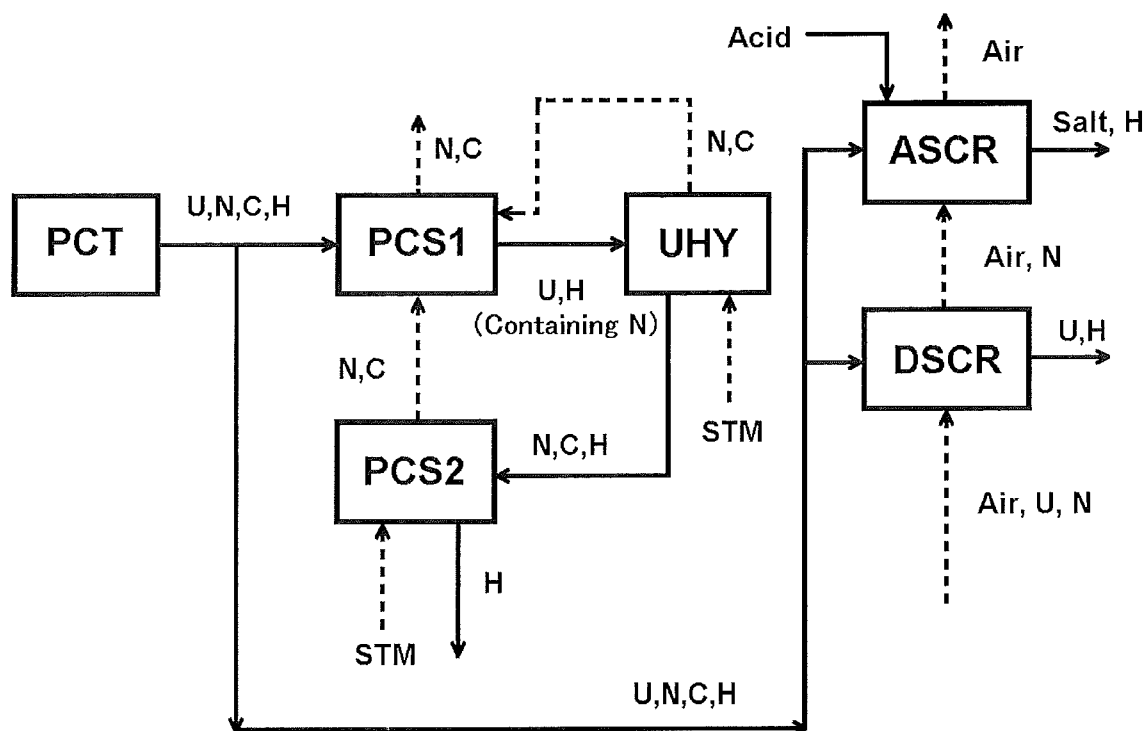 Acid
Air
N,C
N,C
Salt, H
ASCR
U,N,C,H
PCT
PCS1
UHY
Air, N
U,H
(Containing N)
U,H
DSCR
N,C
STM
N,C,H
PCS2
Air, U, N
H
STM
U,N,C,H